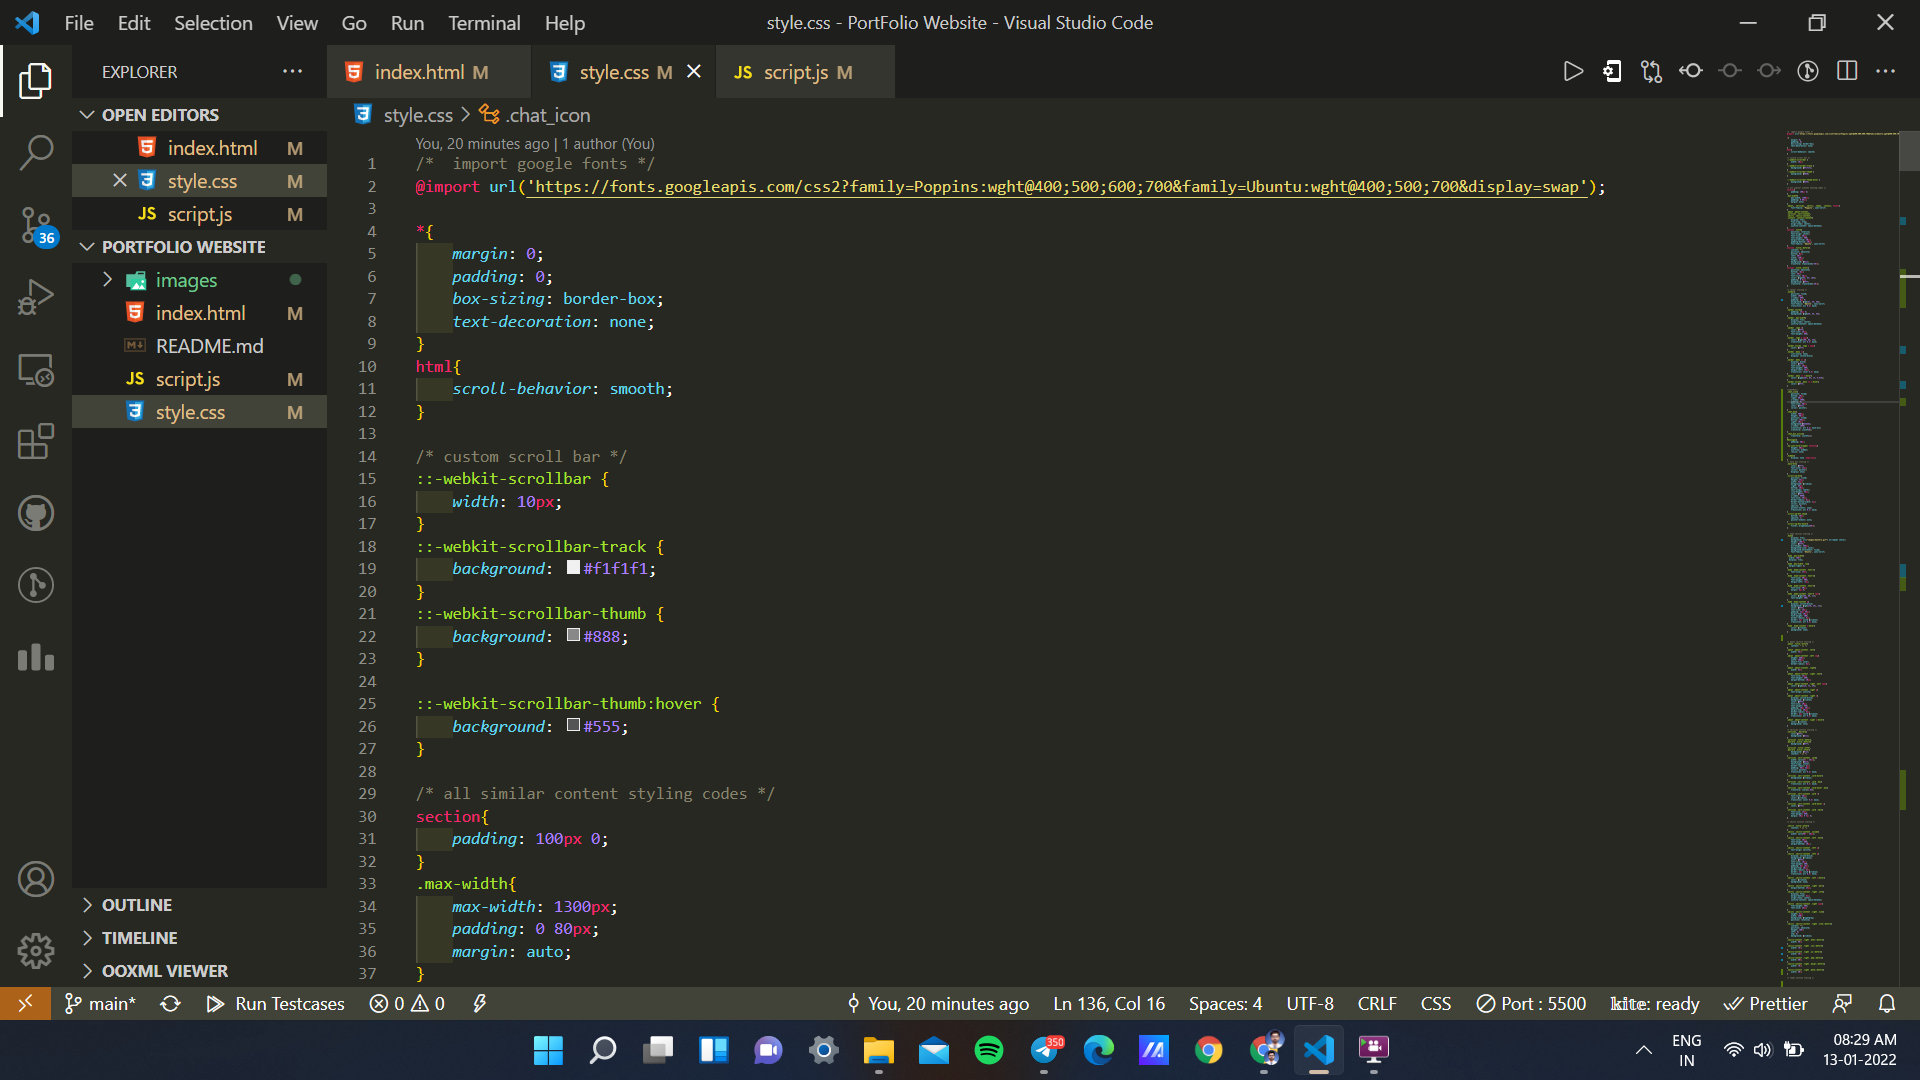 File Edit Selection View Go Run Terminal Help
style.css - PortFolio Website - Visual Studio Code
EXPLORER
index.html M
style.css M
JS script.js M
OPEN EDITORS
index.html M
style.css M
JS script.js M
36
PORTFOLIO WEBSITE
images
index.html M
README.md
JS script.js M
style.css M
OUTLINE
TIMELINE
OOXML VIEWER
style.css > .chat_icon
You, 20 minutes ago | 1 author (You)
1 /*  import google fonts */
2 @import url('https://fonts.googleapis.com/css2?family=Poppins:wght@400;500;600;700&family=Ubuntu:wght@400;500;700&display=swap');
3
4 *{
5     margin: 0;
6     padding: 0;
7     box-sizing: border-box;
8     text-decoration: none;
9 }
10 html{
11     scroll-behavior: smooth;
12 }
13
14 /* custom scroll bar */
15 ::-webkit-scrollbar {
16     width: 10px;
17 }
18 ::-webkit-scrollbar-track {
19     background: #f1f1f1;
20 }
21 ::-webkit-scrollbar-thumb {
22     background: #888;
23 }
24
25 ::-webkit-scrollbar-thumb:hover {
26     background: #555;
27 }
28
29 /* all similar content styling codes */
30 section{
31     padding: 100px 0;
32 }
33 .max-width{
34     max-width: 1300px;
35     padding: 0 80px;
36     margin: auto;
37 }
main* Run Testcases 0 0 You, 20 minutes ago Ln 136, Col 16 Spaces: 4 UTF-8 CRLF CSS Port : 5500 kite: ready Prettier
350
ENG
IN
08:29 AM
13-01-2022